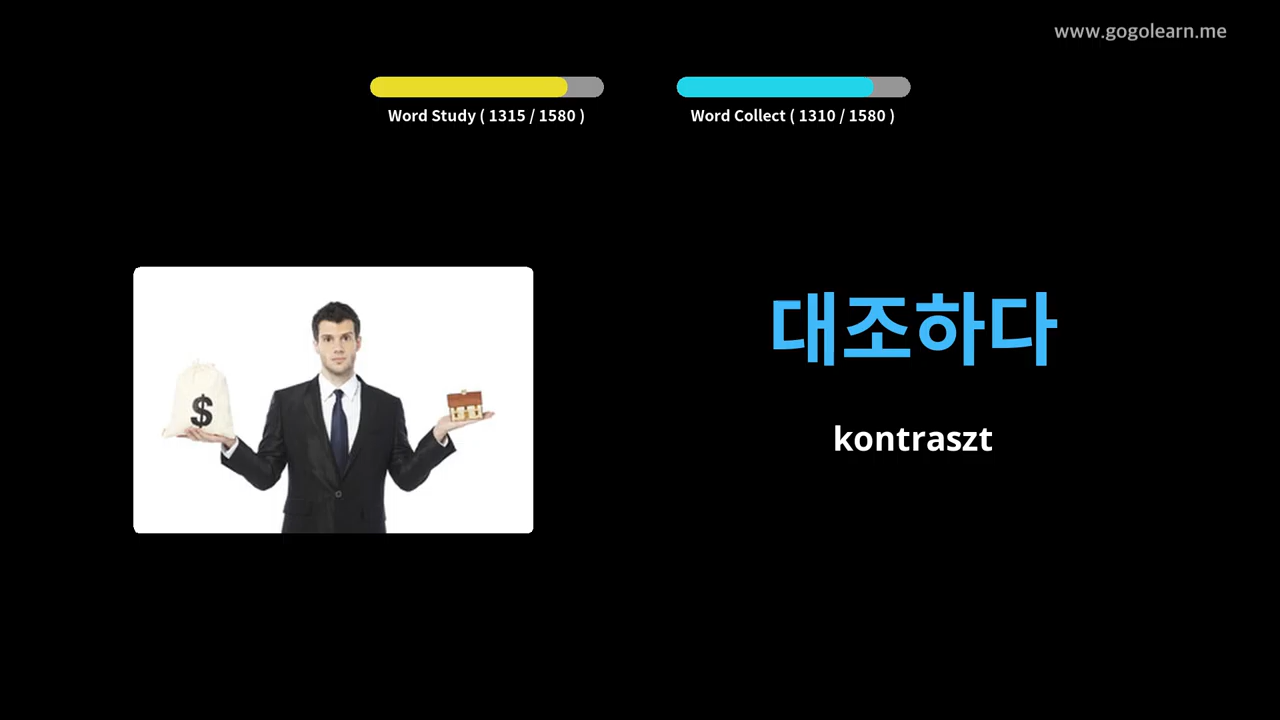 www.gogolearn.me
Word Study ( 1315 / 1580 )
Word Collect ( 1310 / 1580 )
$
대조하다
kontraszt